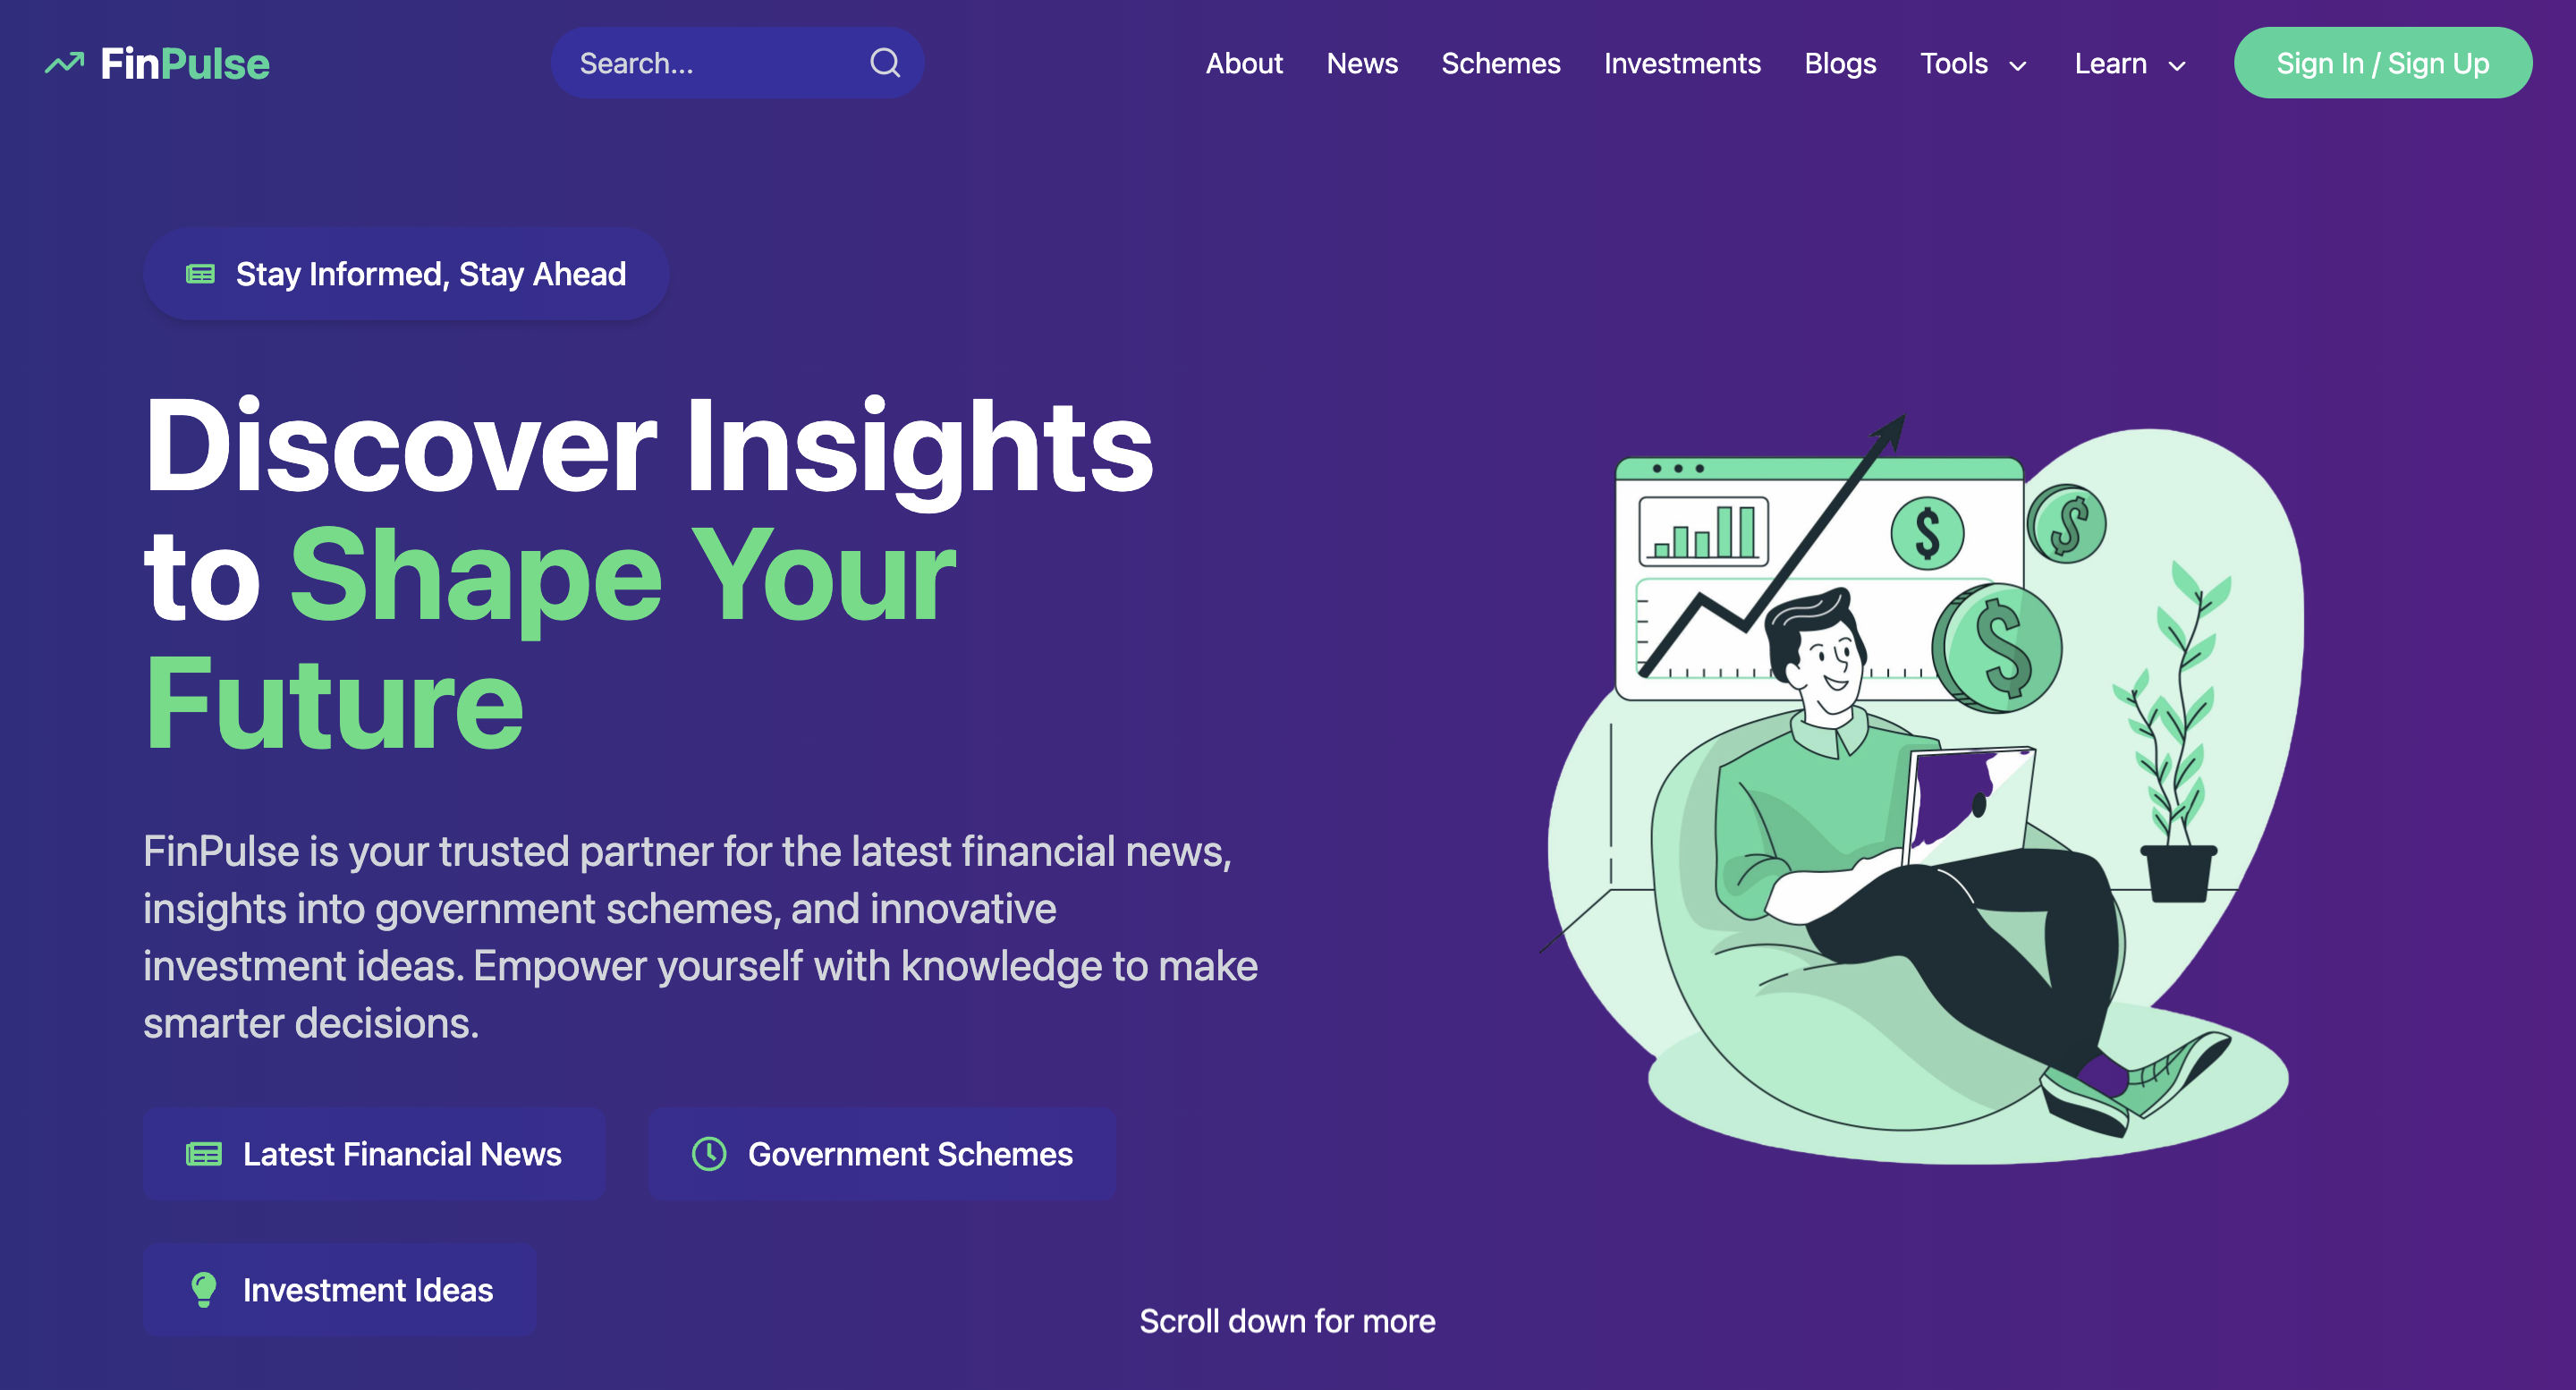 FinPulse
Search...
About
News
Schemes
Investments
Blogs
Tools
Learn
Sign In / Sign Up
Stay Informed, Stay Ahead
Discover Insights
to Shape Your
Future
FinPulse is your trusted partner for the latest financial news,
insights into government schemes, and innovative
investment ideas. Empower yourself with knowledge to make
smarter decisions.
Latest Financial News
Government Schemes
Investment Ideas
Scroll down for more
$
$
$